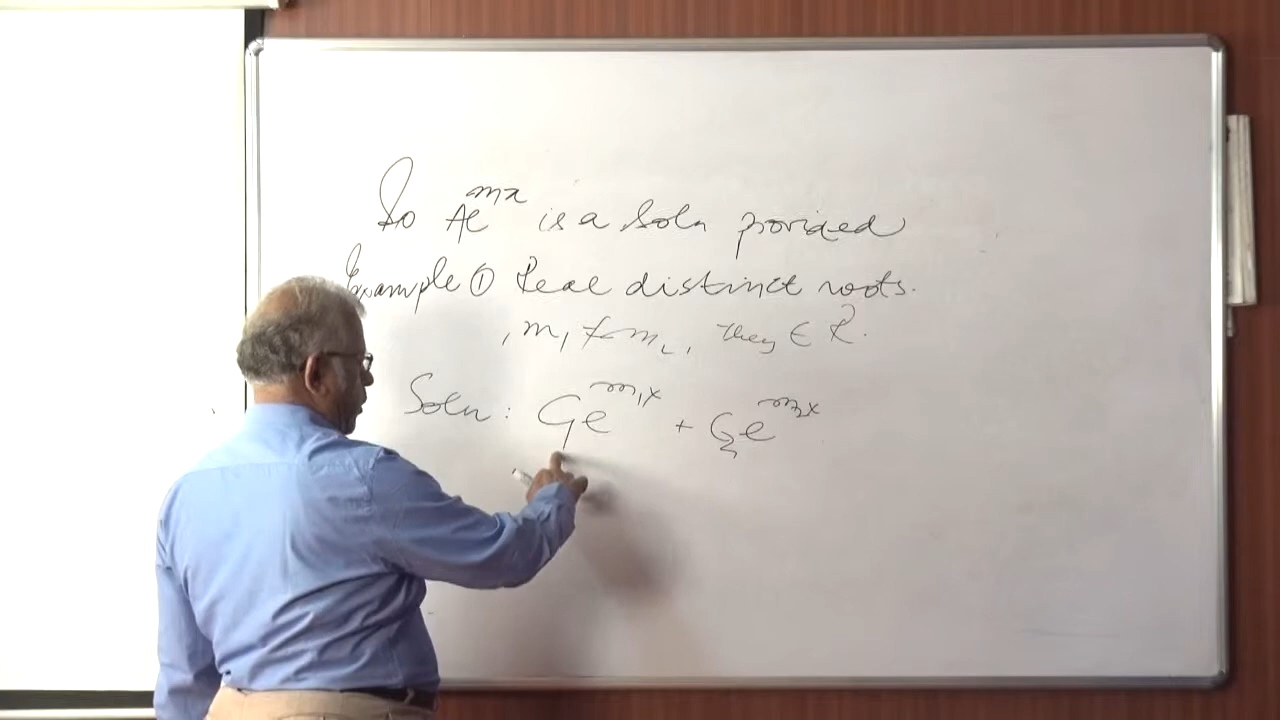 So Ae^{mx} is a soln provided
Example ① Real distinct roots.
, m₁ ≠ m₂, they ∈ R.
Soln: C₁e^{m₁x} + C₂e^{m₂x}